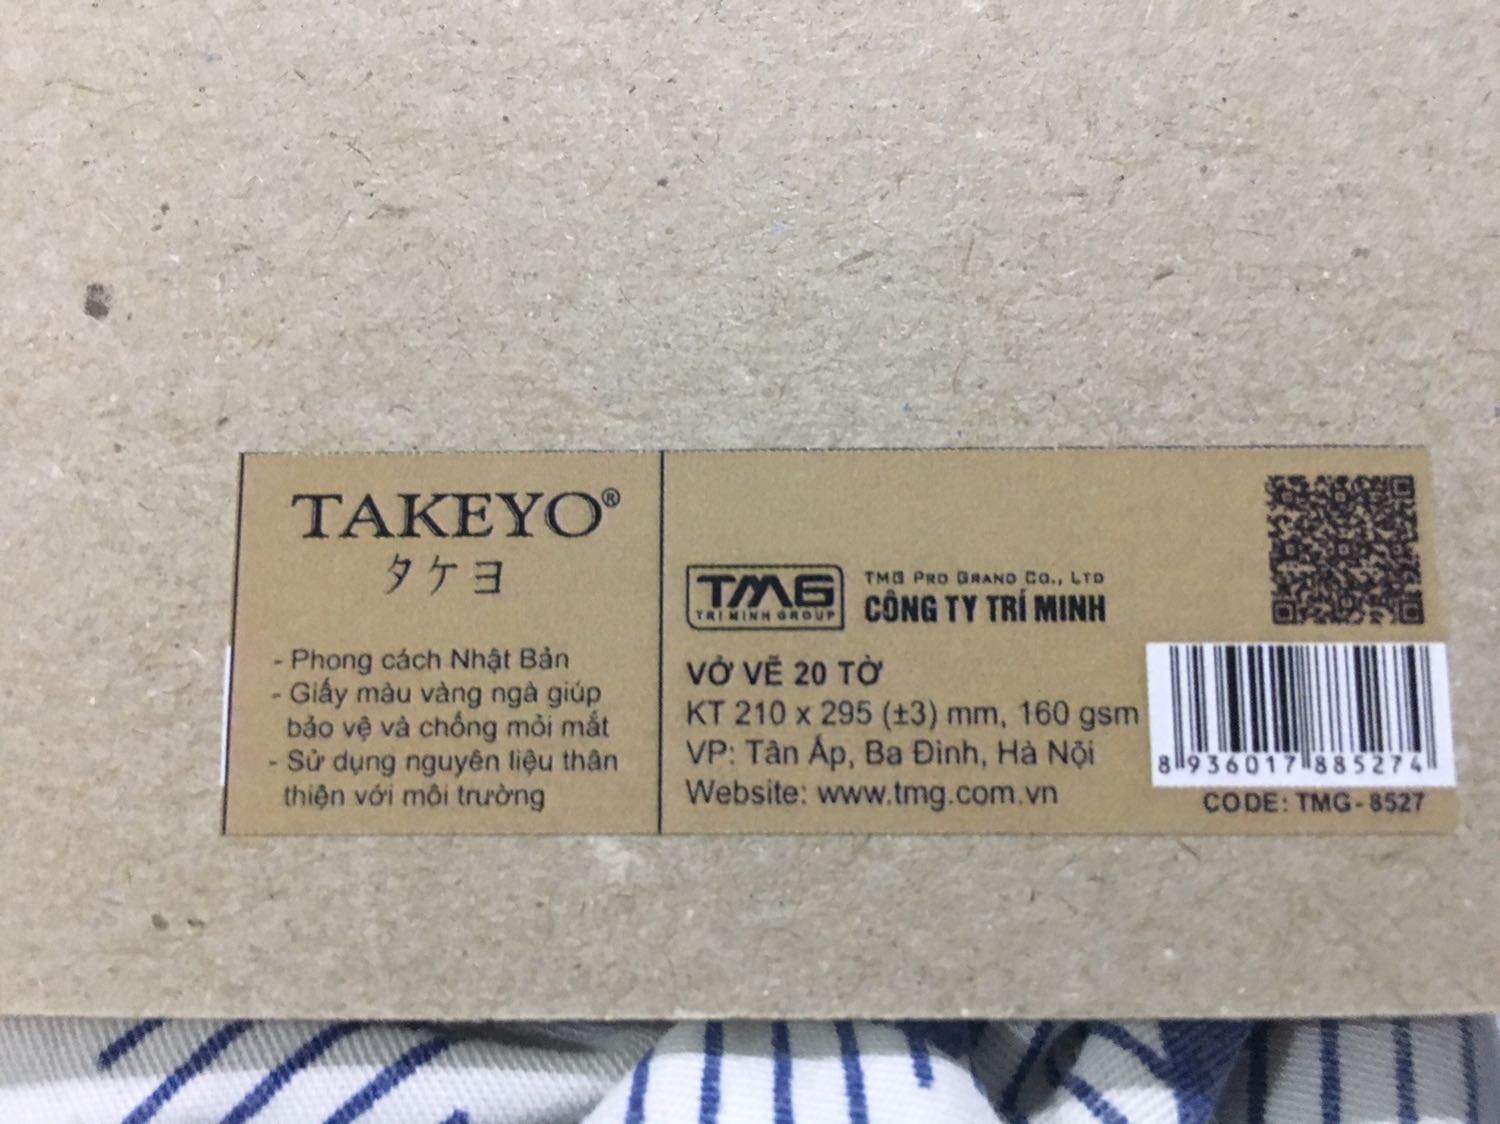 TAKEYO®
タケヨ
- Phong cách Nhật Bản
- Giấy màu vàng ngà giúp
bảo vệ và chống mỏi mắt
- Sử dụng nguyên liệu thân
thiện với môi trường
TMG
TRI MINH GROUP
TMG PRO GRAND CO., LTD
CÔNG TY TRÍ MINH
VỞ VẼ 20 TỜ
KT 210 x 295 (±3) mm, 160 gsm
VP: Tân Ấp, Ba Đình, Hà Nội
Website: www.tmg.com.vn
8 936017 885274
CODE: TMG-8527